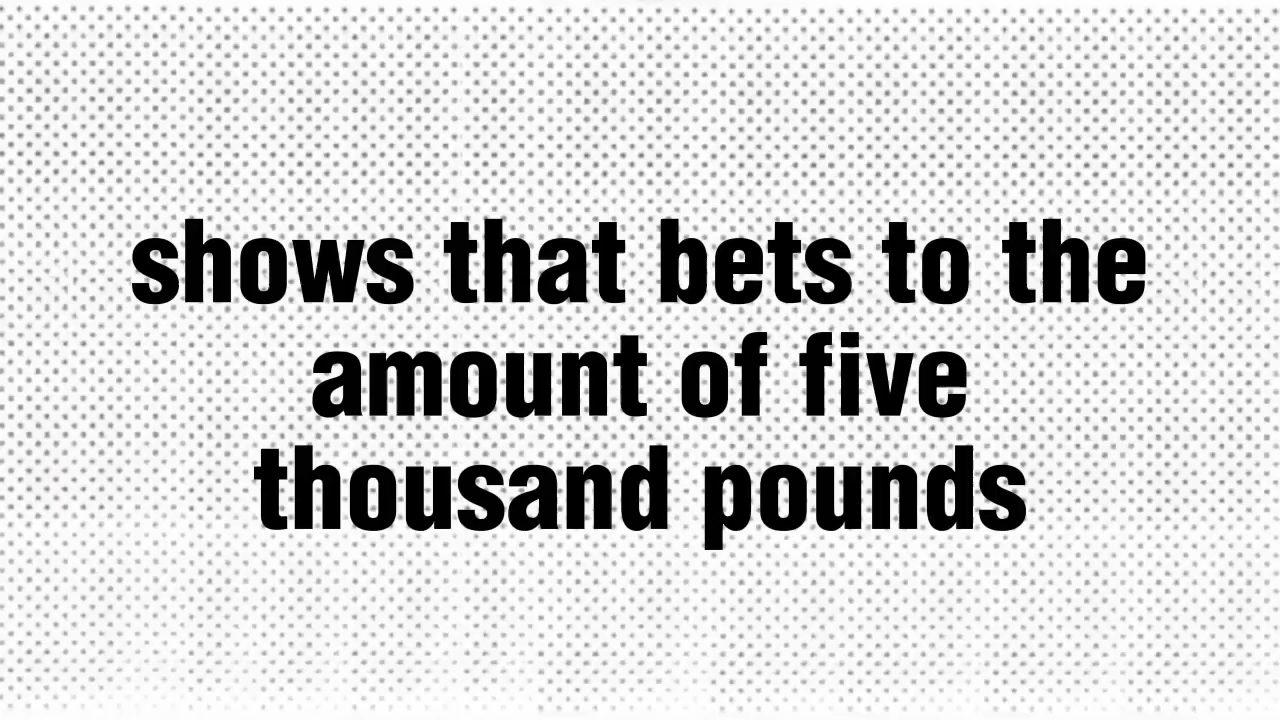 shows that bets to the
amount of five
thousand pounds